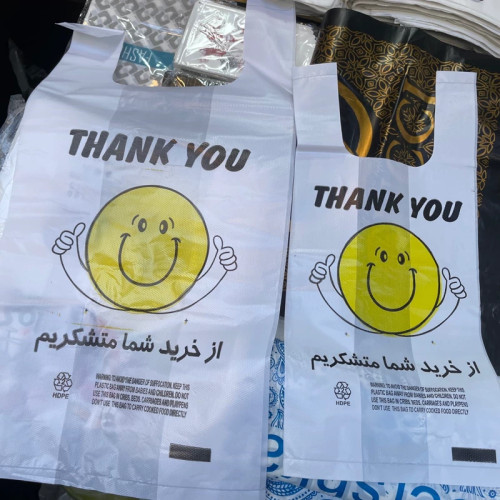 THANK YOU
از خرید شما متشکریم
HDPE
WARNING: TO AVOID THE DANGER OF SUFFOCATION, KEEP THIS
PLASTIC BAG AWAY FROM BABIES AND CHILDREN, DO NOT
USE THIS BAG IN CRIBS, BEDS, CARRIAGES AND PLAYPENS
DON'T USE THIS BAG TO CARRY COOKED FOOD DIRECTLY
THANK YOU
از خرید شما متشکریم
HDPE
WARNING: TO AVOID THE DANGER OF SUFFOCATION, KEEP THIS
PLASTIC BAG AWAY FROM BABIES AND CHILDREN, DO NOT
USE THIS BAG IN CRIBS, BEDS, CARRIAGES AND PLAYPENS
DON'T USE THIS BAG TO CARRY COOKED FOOD DIRECTLY